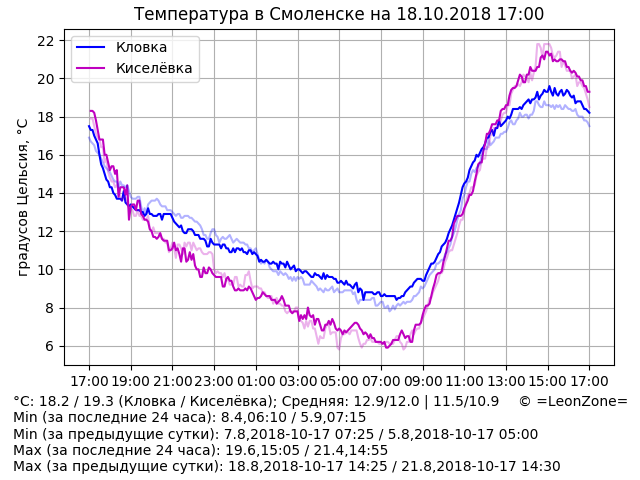 Температура в Смоленске на 18.10.2018 17:00
22
20
18
16
14
12
10
8
6
градусов Цельсия, °C
Кловка
Киселёвка
17:00 19:00 21:00 23:00 01:00 03:00 05:00 07:00 09:00 11:00 13:00 15:00 17:00
°C: 18.2 / 19.3 (Кловка / Киселёвка); Средняя: 12.9/12.0 | 11.5/10.9 © =LeonZone=
Min (за последние 24 часа): 8.4,06:10 / 5.9,07:15
Min (за предыдущие сутки): 7.8,2018-10-17 07:25 / 5.8,2018-10-17 05:00
Max (за последние 24 часа): 19.6,15:05 / 21.4,14:55
Max (за предыдущие сутки): 18.8,2018-10-17 14:25 / 21.8,2018-10-17 14:30